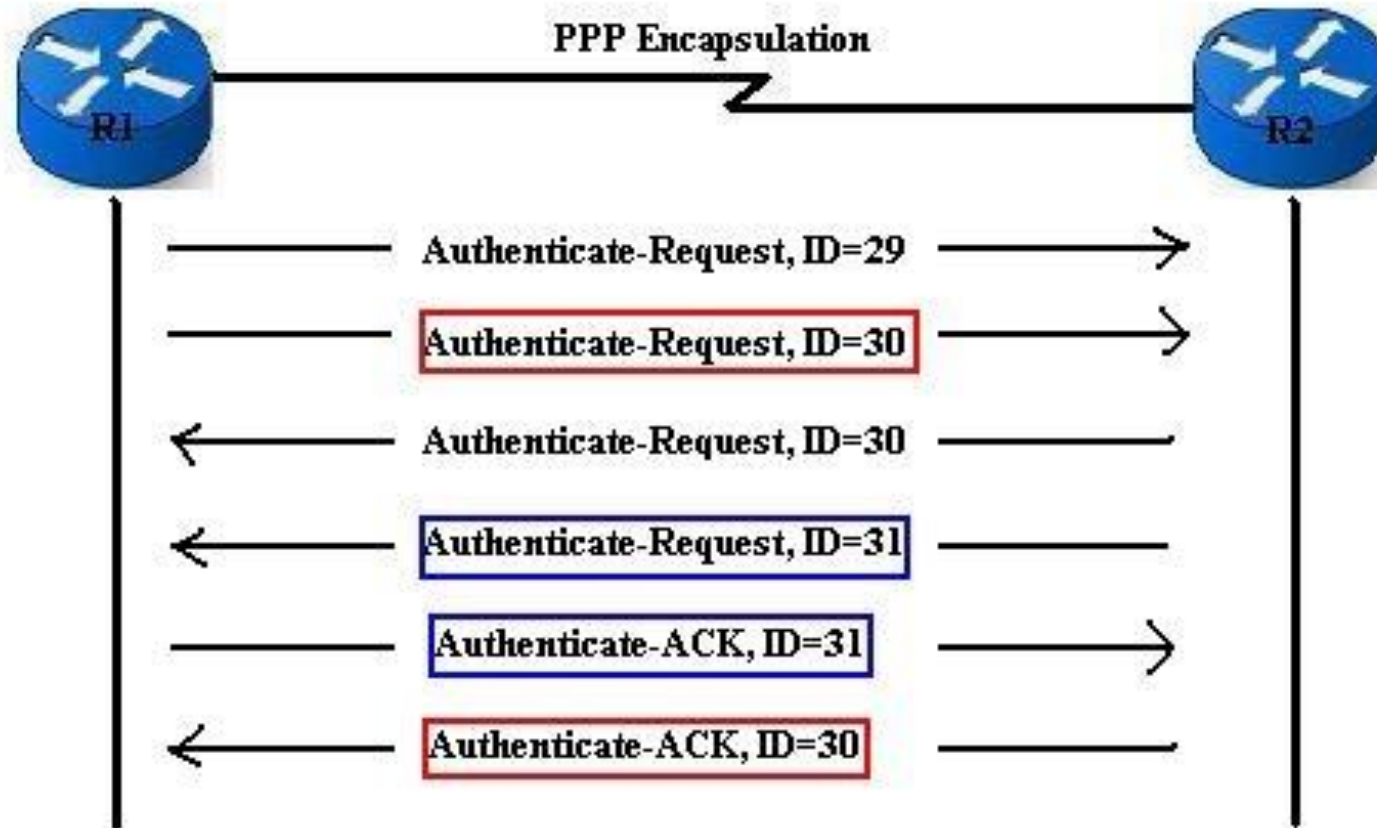 PPP Encapsulation
R1
R2
Authenticate-Request, ID=29
Authenticate-Request, ID=30
Authenticate-Request, ID=30
Authenticate-Request, ID=31
Authenticate-ACK, ID=31
Authenticate-ACK, ID=30